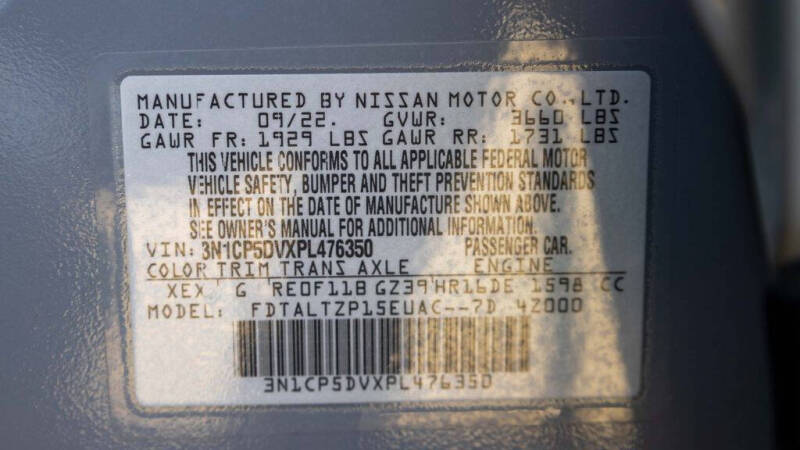 MANUFACTURED BY NISSAN MOTOR CO.,LTD.
DATE: 09/22. GVWR: 3660 LBS
GAWR FR: 1929 LBS GAWR RR: 1731 LBS
THIS VEHICLE CONFORMS TO ALL APPLICABLE FEDERAL MOTOR
VEHICLE SAFETY, BUMPER AND THEFT PREVENTION STANDARDS
IN EFFECT ON THE DATE OF MANUFACTURE SHOWN ABOVE.
SEE OWNER'S MANUAL FOR ADDITIONAL INFORMATION.
VIN: 3N1CP5DVXPL476350 PASSENGER CAR.
COLOR TRIM TRANS AXLE ENGINE
XEX G RE0F11B GZ39 HR16DE 1598 CC
MODEL: FDTALTZP15EUAC--7D 4Z000
3N1CP5DVXPL476350